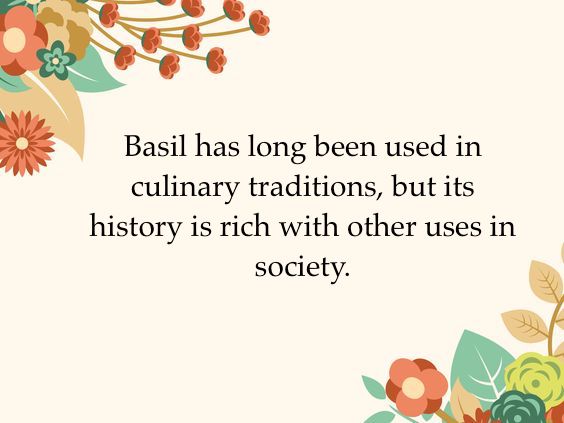 Basil has long been used in
culinary traditions, but its
history is rich with other uses in
society.